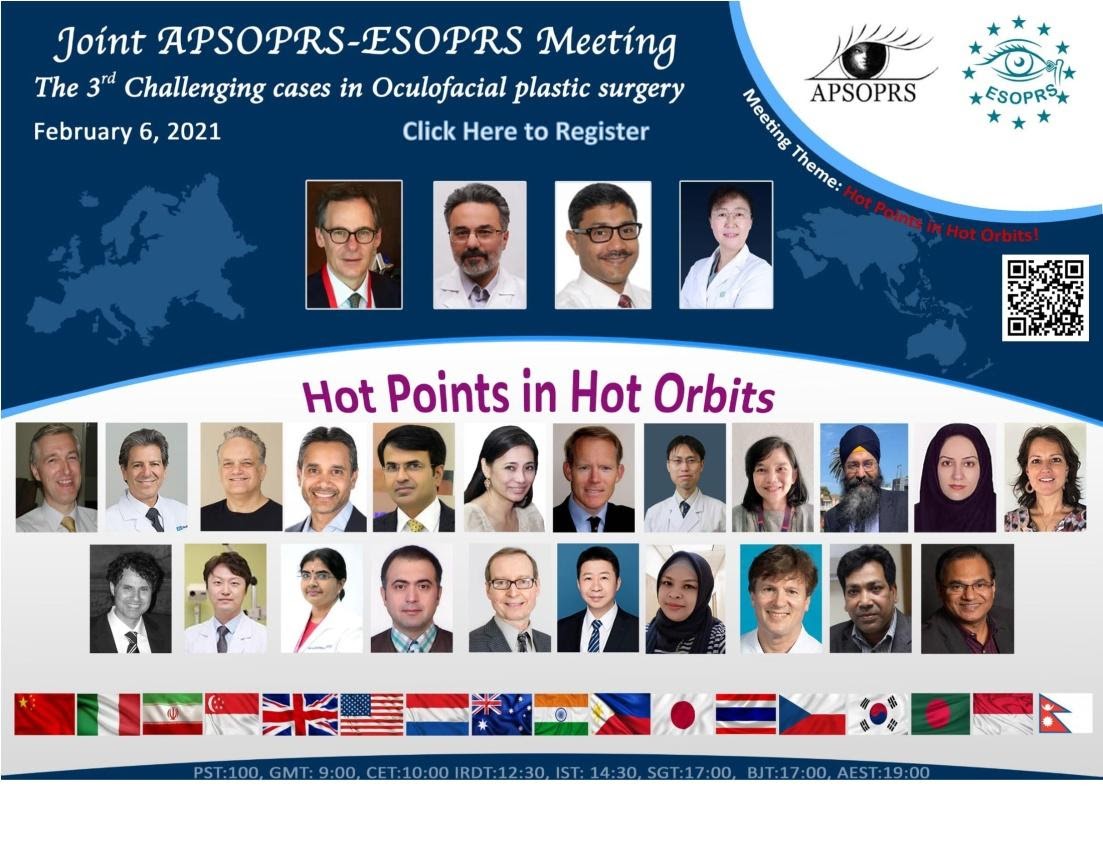 Joint APSOPRS-ESOPRS Meeting
The 3rd Challenging cases in Oculofacial plastic surgery
February 6, 2021
Click Here to Register
APSOPRS
ESOPRS
Meeting Theme: Hot Points in Hot Orbits!
Hot Points in Hot Orbits
PST:100, GMT: 9:00, CET:10:00 IRDT:12:30, IST: 14:30, SGT:17:00, BJT:17:00, AEST:19:00